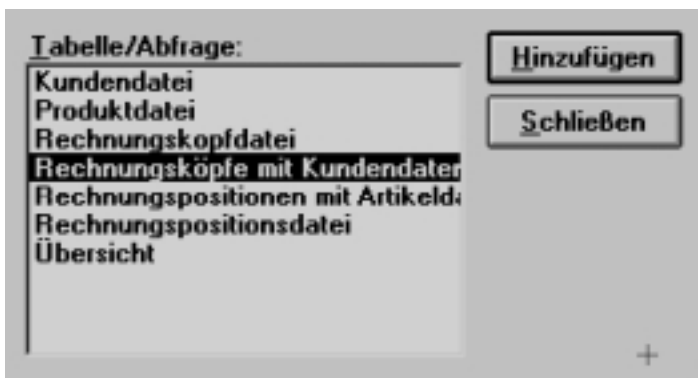 Tabelle/Abfrage:
Kundendatei
Produktdatei
Rechnungskopfdatei
Rechnungsköpfe mit Kundendaten
Rechnungspositionen mit Artikelda
Rechnungspositionsdatei
Übersicht
Hinzufügen
Schließen